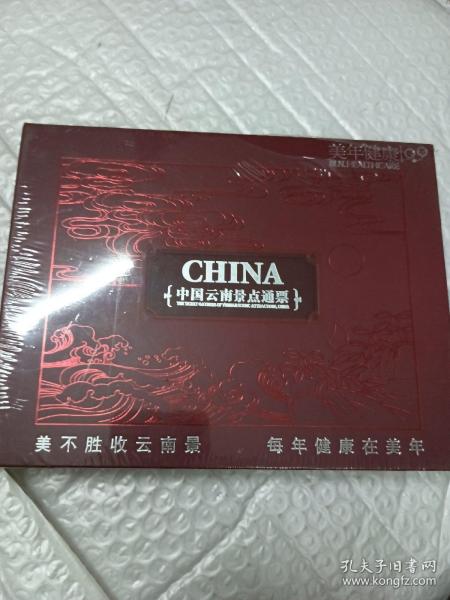 美年健康
CHINA
中国云南景点通票
美不胜收云南景 每年健康在美年
孔夫子旧书网
www.kongfz.com